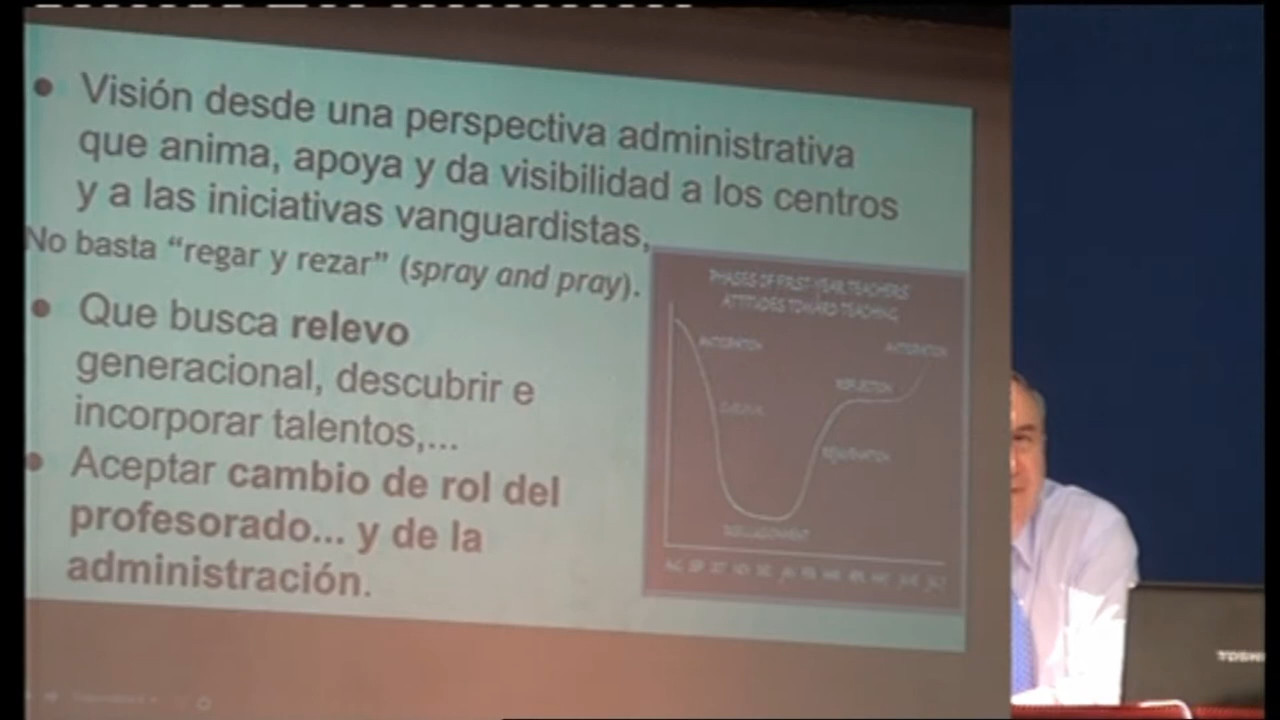 Visión desde una perspectiva administrativa
que anima, apoya y da visibilidad a los centros
y a las iniciativas vanguardistas,
No basta “regar y rezar” (spray and pray).
Que busca relevo
generacional, descubrir e
incorporar talentos,...
Aceptar cambio de rol del
profesorado... y de la
administración.
PHASES OF FIRST YEAR TEACHERS'
ATTITUDES TOWARD TEACHING
ANTICIPATION
ANTICIPATION
REFLECTION
SURVIVAL
REJUVENATION
DISILLUSIONMENT
TOSHI